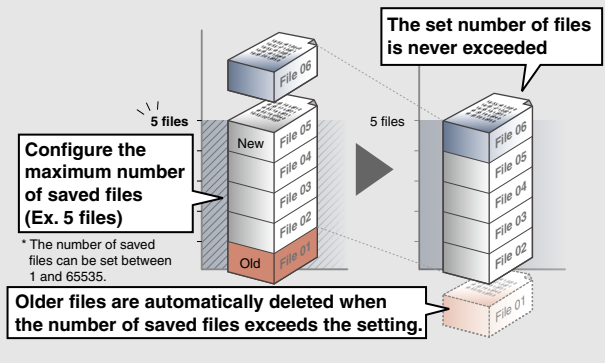 The set number of files
is never exceeded
File 06
5 files
New
File 05
File 04
File 03
File 02
Old
File 01
Configure the
maximum number
of saved files
(Ex. 5 files)
* The number of saved
files can be set between
1 and 65535.
5 files
File 06
File 05
File 04
File 03
File 02
File 01
Older files are automatically deleted when
the number of saved files exceeds the setting.